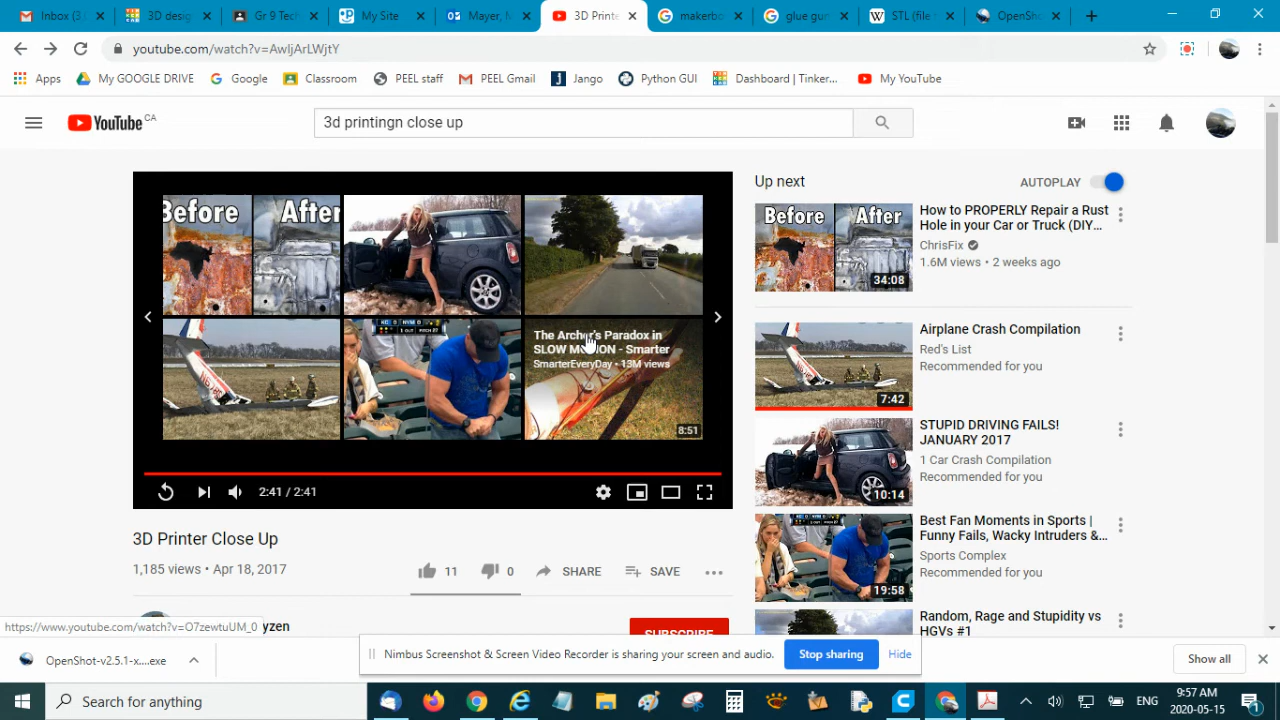 Inbox (3,
3D desig
Gr 9 Tech
My Site
Mayer, f
3D Printe
makerbo
glue gun
STL (file
OpenSho
youtube.com/watch?v=AwIjArLWjtY
Apps
My GOOGLE DRIVE
Google
Classroom
PEEL staff
PEEL Gmail
Jango
Python GUI
Dashboard | Tinker...
My YouTube
YouTube CA
3d printingn close up
Before After
The Archer's Paradox in
SLOW MOTION - Smarter
SmarterEveryDay • 13M views
8:51
2:41 / 2:41
3D Printer Close Up
1,185 views • Apr 18, 2017
11
0
SHARE
SAVE
yzen
SUBSCRIBE
Up next
AUTOPLAY
Before After
34:08
How to PROPERLY Repair a Rust
Hole in your Car or Truck (DIY...
ChrisFix
1.6M views • 2 weeks ago
7:42
Airplane Crash Compilation
Red's List
Recommended for you
10:14
STUPID DRIVING FAILS!
JANUARY 2017
1 Car Crash Compilation
Recommended for you
19:58
Best Fan Moments in Sports |
Funny Fails, Wacky Intruders &...
Sports Complex
Recommended for you
Random, Rage and Stupidity vs
HGVs #1
https://www.youtube.com/watch?v=O7zewtuUM_0
OpenShot-v2.5.1-x....exe
Nimbus Screenshot & Screen Video Recorder is sharing your screen and audio.
Stop sharing
Hide
Show all
Type here to search
ENG
9:57 AM
2020-05-15
1